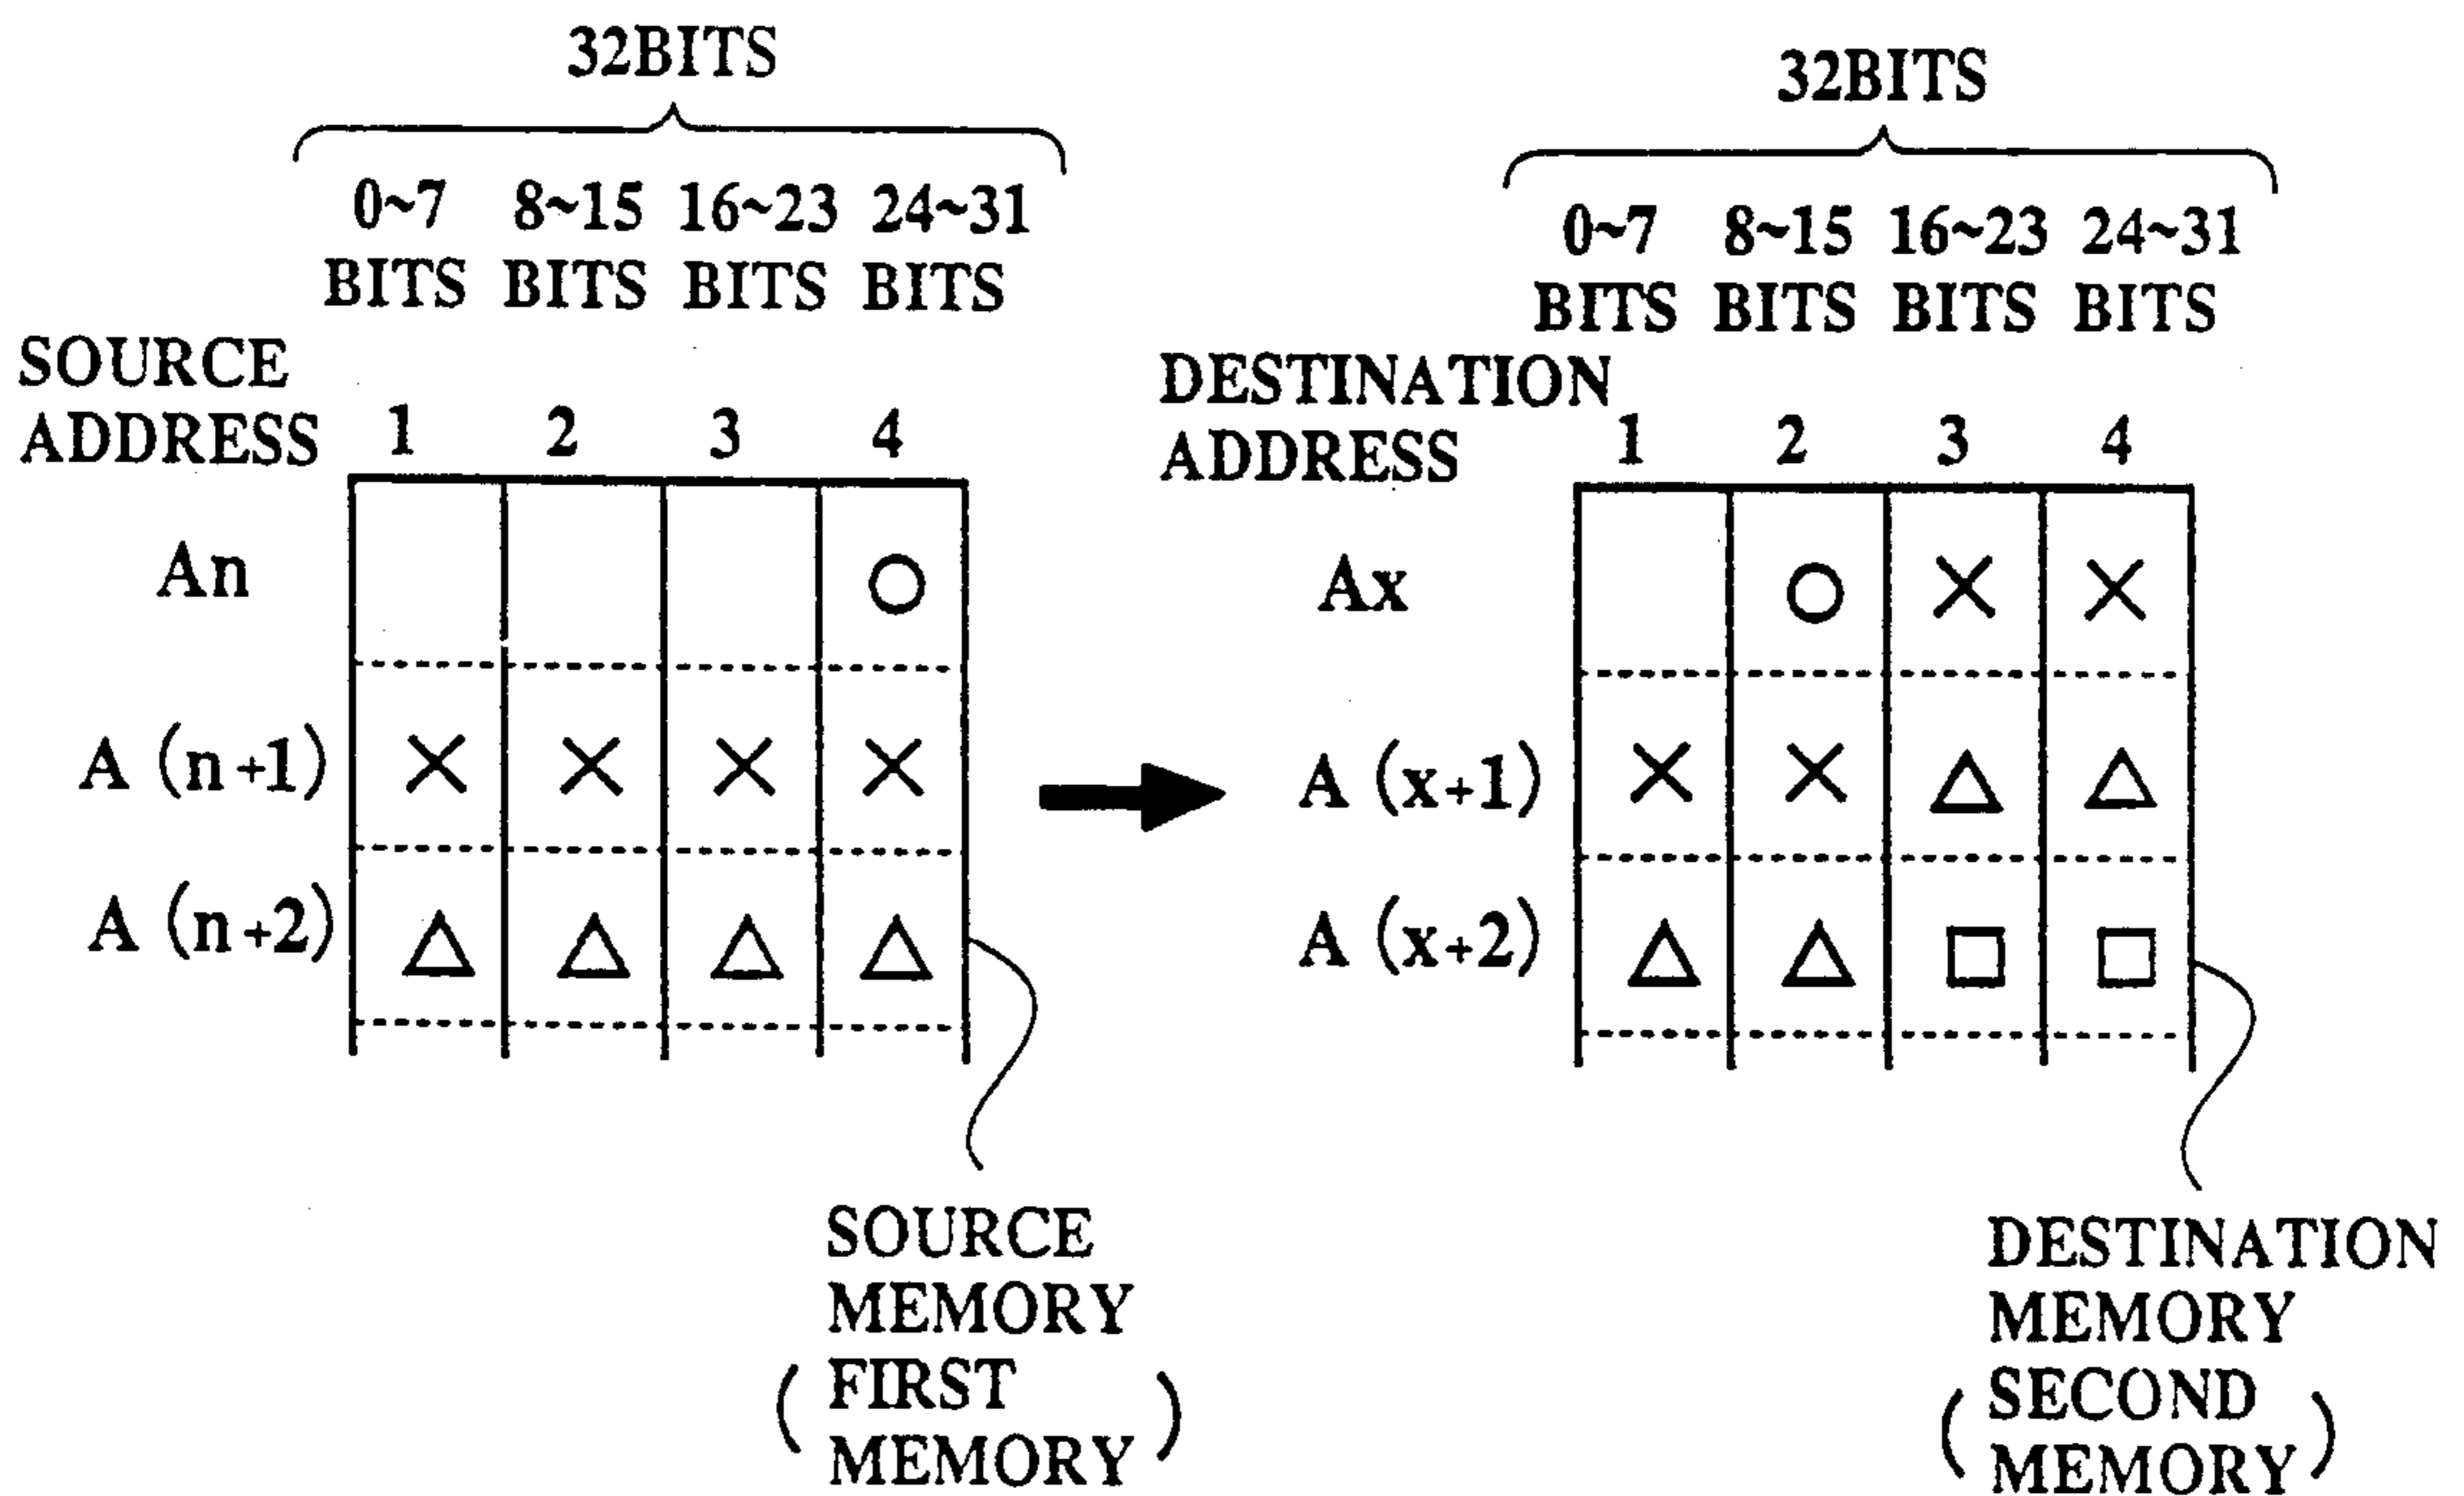 32BITS
0~7 8~15 16~23 24~31
BITS BITS BITS BITS
SOURCE
ADDRESS 1 2 3 4
An
A (n+1)
A (n+2)
SOURCE
MEMORY
( FIRST
MEMORY )
32BITS
0~7 8~15 16~23 24~31
BITS BITS BITS BITS
DESTINATION
ADDRESS 1 2 3 4
Ax
A (x+1)
A (x+2)
DESTINATION
MEMORY
( SECOND
MEMORY )